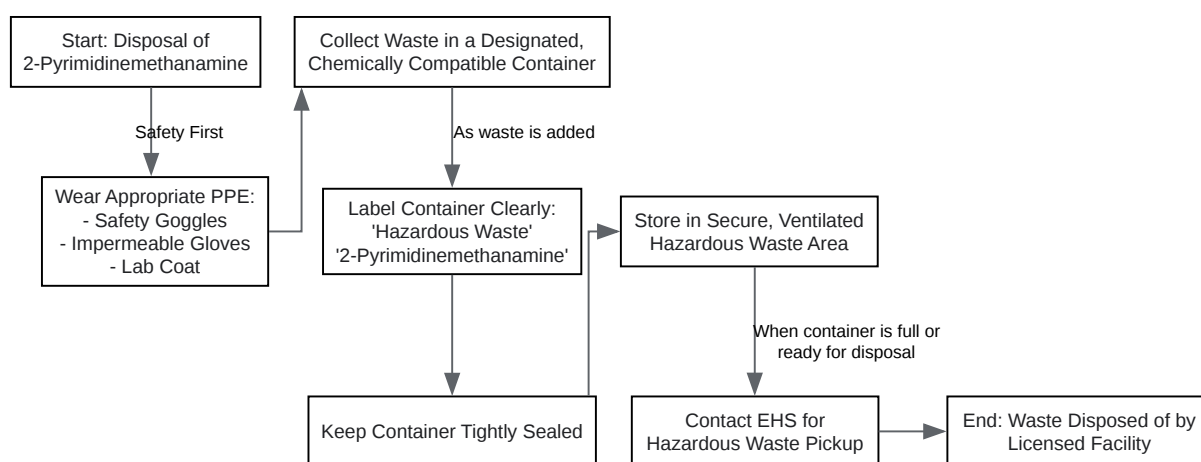 Start: Disposal of
2-Pyrimidinemethanamine
Safety First
Wear Appropriate PPE:
- Safety Goggles
- Impermeable Gloves
- Lab Coat
Collect Waste in a Designated,
Chemically Compatible Container
As waste is added
Label Container Clearly:
'Hazardous Waste'
'2-Pyrimidinemethanamine'
Keep Container Tightly Sealed
Store in Secure, Ventilated
Hazardous Waste Area
When container is full or
ready for disposal
Contact EHS for
Hazardous Waste Pickup
End: Waste Disposed of by
Licensed Facility